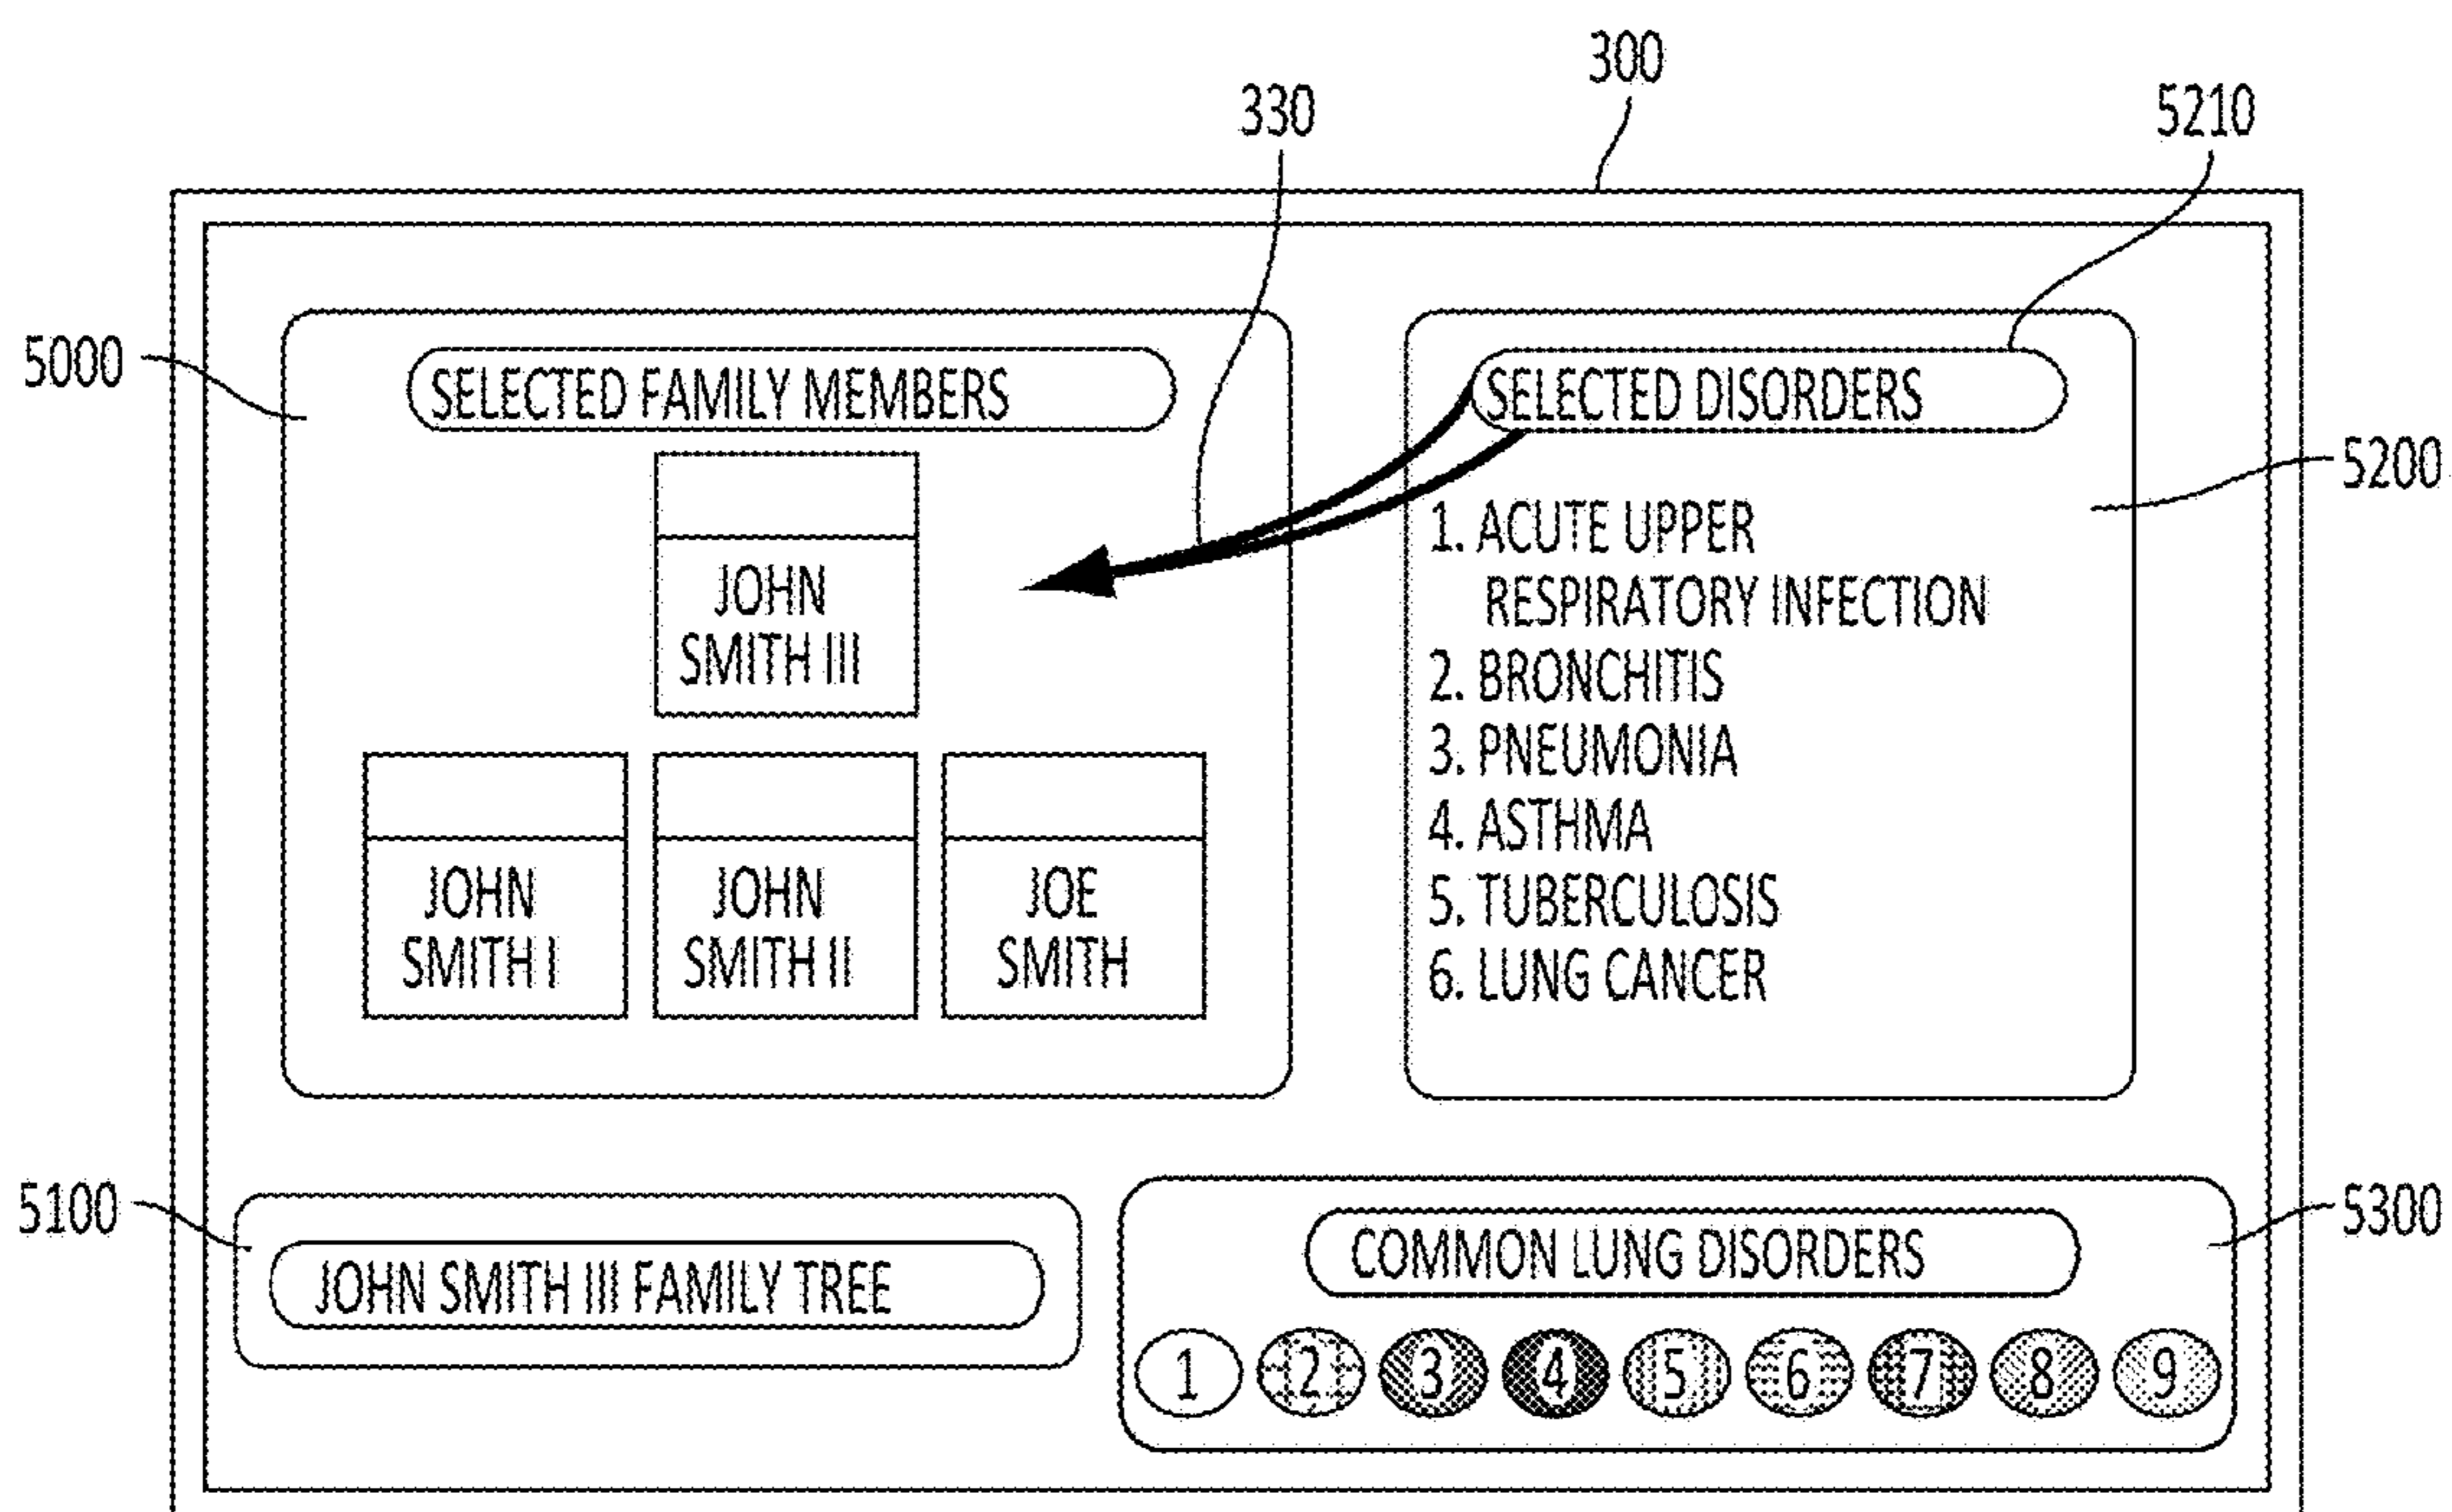 300
330
5210
5000
SELECTED FAMILY MEMBERS
JOHN
SMITH III
JOHN
SMITH I
JOHN
SMITH II
JOE
SMITH
SELECTED DISORDERS
5200
1. ACUTE UPPER
RESPIRATORY INFECTION
2. BRONCHITIS
3. PNEUMONIA
4. ASTHMA
5. TUBERCULOSIS
6. LUNG CANCER
5100
JOHN SMITH III FAMILY TREE
5300
COMMON LUNG DISORDERS
1 2 3 4 5 6 7 8 9